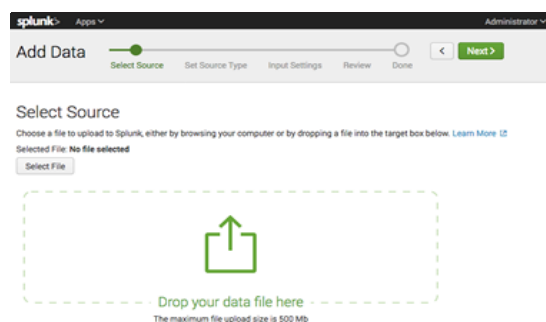 splunk> Apps Administrator
Add Data
Select Source Set Source Type Input Settings Review Done
< Next >
Select Source
Choose a file to upload to Splunk, either by browsing your computer or by dropping a file into the target box below. Learn More
Selected File: No file selected
Select File
Drop your data file here
The maximum file upload size is 500 Mb